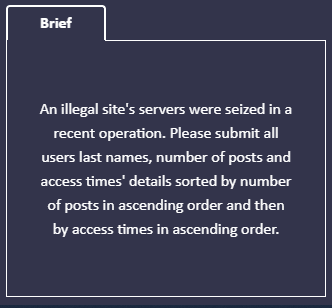 Brief
An illegal site's servers were seized in a
recent operation. Please submit all
users last names, number of posts and
access times' details sorted by number
of posts in ascending order and then
by access times in ascending order.